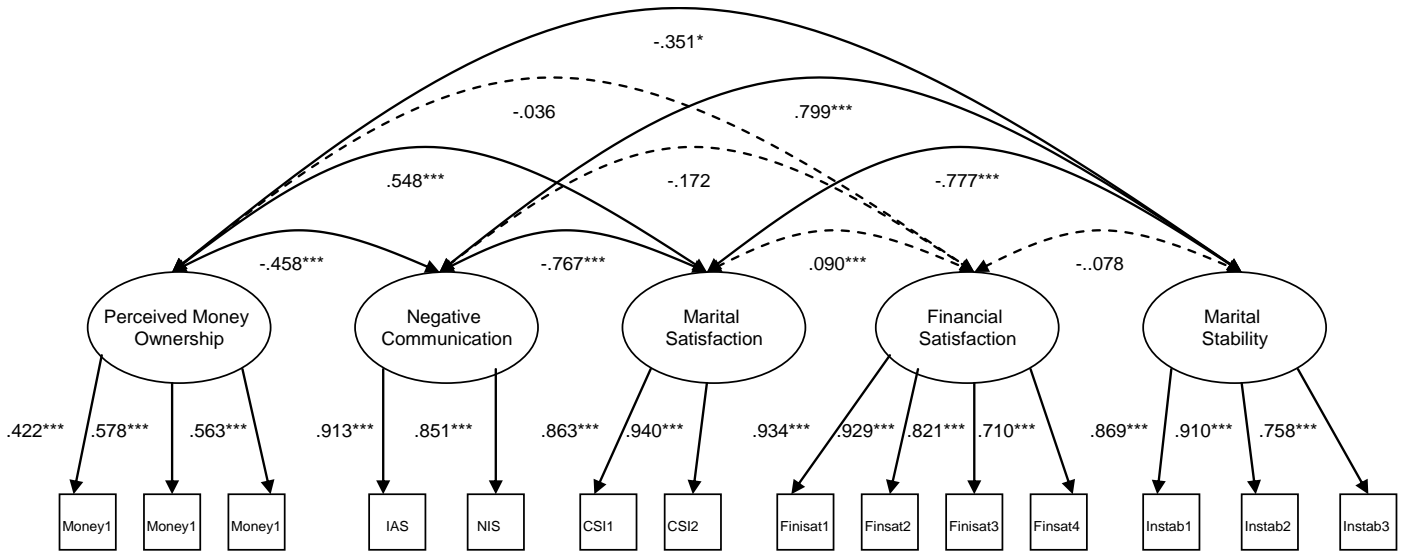 -.351*
-.036
.799***
.548***
-.172
-.777***
-.458***
-.767***
.090***
-..078
Perceived Money
Ownership
Negative
Communication
Marital
Satisfaction
Financial
Satisfaction
Marital
Stability
.422***
.578***
.563***
.913***
.851***
.863***
.940***
.934***
.929***
.821***
.710***
.869***
.910***
.758***
Money1
Money1
Money1
IAS
NIS
CSI1
CSI2
Finisat1
Finsat2
Finisat3
Finsat4
Instab1
Instab2
Instab3